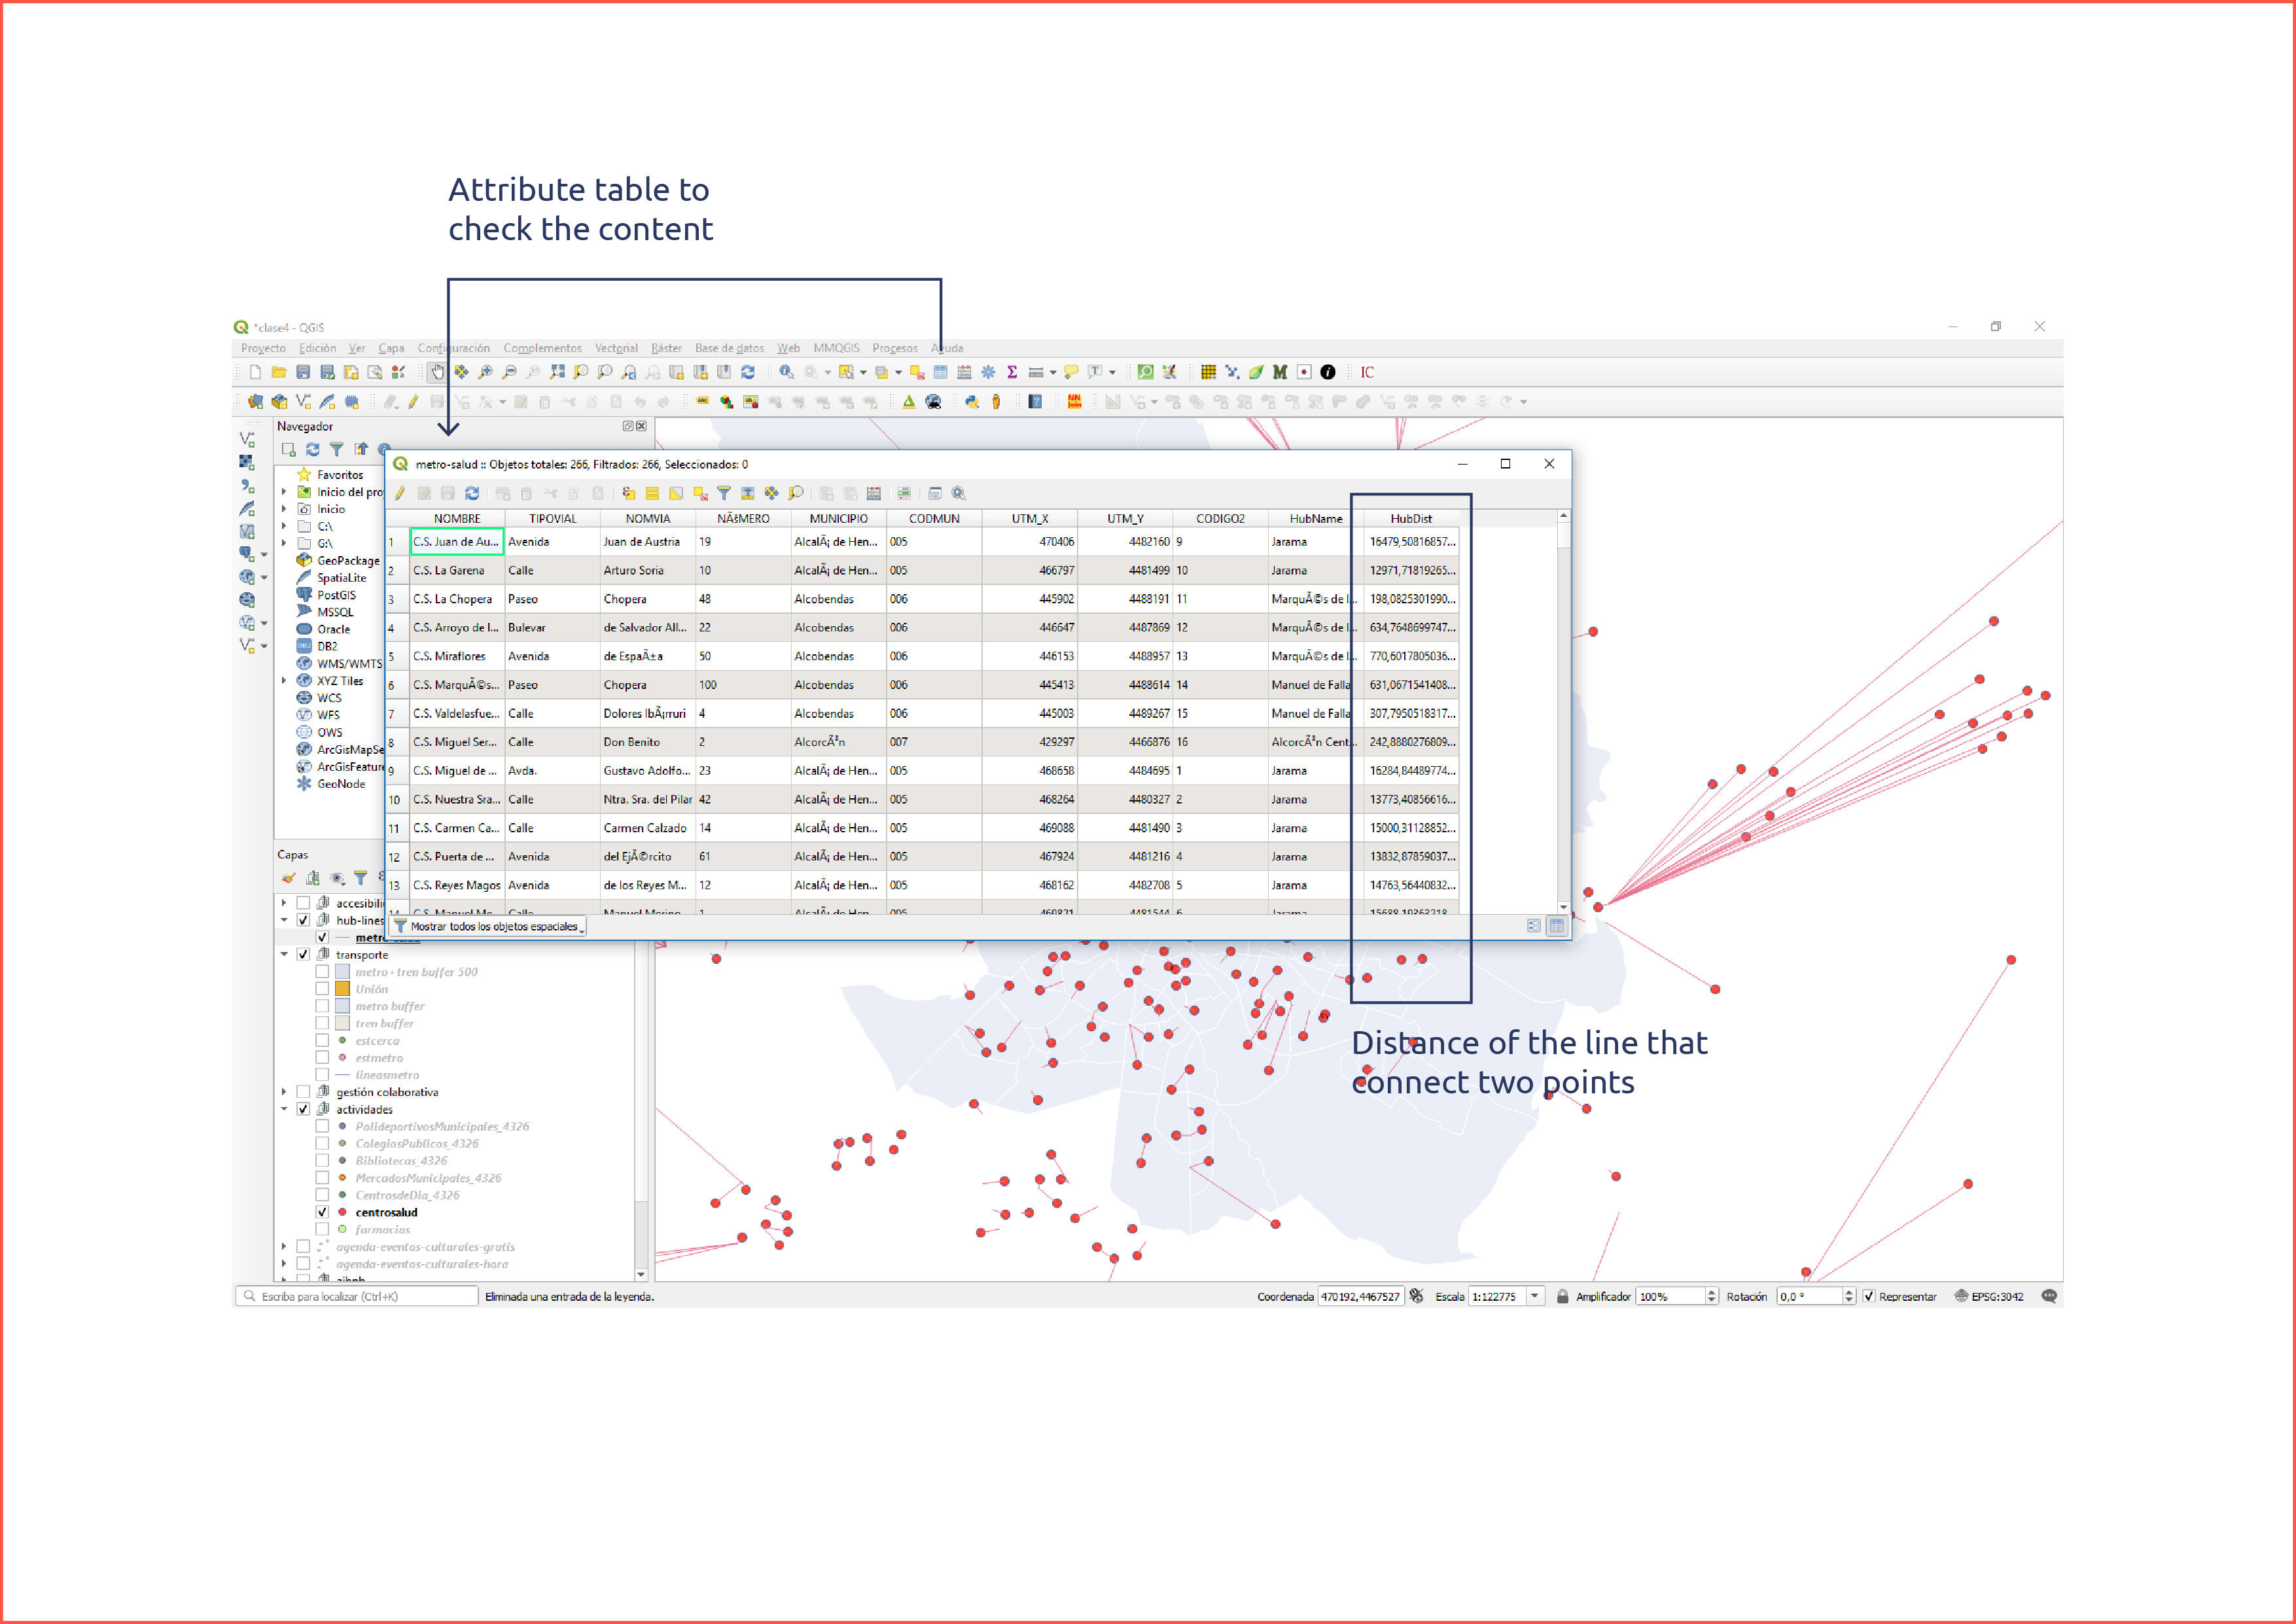 Attribute table to
check the content
*clase4 - QGIS
Proyecto Edición Ver Capa Configuración Complementos Vectorial Ráster Base de datos Web MMQGIS Procesos Ayuda
IC
Navegador
Favoritos
Inicio del pro
Inicio
C:\
G:\
GeoPackage
SpatiaLite
PostGIS
MSSQL
Oracle
DB2
WMS/WMTS
XYZ Tiles
WCS
WFS
OWS
ArcGisMapSe
ArcGisFeature
GeoNode
metro-salud :: Objetos totales: 266, Filtrados: 266, Seleccionados: 0
NOMBRE TIPOVIAL NOMVIA NÃšMERO MUNICIPIO CODMUN UTM_X UTM_Y CODIGO2 HubName HubDist
1 C.S. Juan de Au... Avenida Juan de Austria 19 AlcalÃ¡ de Hen... 005 470406 4482160 9 Jarama 16479,50816857...
2 C.S. La Garena Calle Arturo Soria 10 AlcalÃ¡ de Hen... 005 466797 4481499 10 Jarama 12971,71819265...
3 C.S. La Chopera Paseo Chopera 48 Alcobendas 006 445902 4488191 11 MarquÃ©s de l... 198,0825301990...
4 C.S. Arroyo de l... Bulevar de Salvador All... 22 Alcobendas 006 446647 4487869 12 MarquÃ©s de l... 634,7648699747...
5 C.S. Miraflores Avenida de EspaÃ±a 50 Alcobendas 006 446153 4488957 13 MarquÃ©s de l... 770,6017805036...
6 C.S. MarquÃ©s... Paseo Chopera 100 Alcobendas 006 445413 4488614 14 Manuel de Falla 631,0671541408...
7 C.S. Valdelasfue... Calle Dolores IbÃ¡rruri 4 Alcobendas 006 445003 4489267 15 Manuel de Falla 307,7950518317...
8 C.S. Miguel Ser... Calle Don Benito 2 AlcorcÃ³n 007 429297 4466876 16 AlcorcÃ³n Cent... 242,8880276809...
9 C.S. Miguel de ... Avda. Gustavo Adolfo... 23 AlcalÃ¡ de Hen... 005 468658 4484695 1 Jarama 16284,84489774...
10 C.S. Nuestra Sra... Calle Ntra. Sra. del Pilar 42 AlcalÃ¡ de Hen... 005 468264 4480327 2 Jarama 13773,40856616...
11 C.S. Carmen Ca... Calle Carmen Calzado 14 AlcalÃ¡ de Hen... 005 469088 4481490 3 Jarama 15000,31128852...
12 C.S. Puerta de ... Avenida del EjÃ©rcito 61 AlcalÃ¡ de Hen... 005 467924 4481216 4 Jarama 13832,87859037...
13 C.S. Reyes Magos Avenida de los Reyes M... 12 AlcalÃ¡ de Hen... 005 468162 4482708 5 Jarama 14763,56440832...
Mostrar todos los objetos espaciales
Capas
accesibili
hub-lines
metro-salud
transporte
metro+tren buffer 500
Unión
metro buffer
tren buffer
estcerca
estmetro
lineasmetro
gestión colaborativa
actividades
PolideportivosMunicipales_4326
ColegiosPublicos_4326
Bibliotecas_4326
MercadosMunicipales_4326
CentrosdeDia_4326
centrosalud
farmacias
agenda-eventos-culturales-gratis
agenda-eventos-culturales-hora
Distance of the line that
connect two points
Escriba para localizar (Ctrl+K) Eliminada una entrada de la leyenda. Coordenada 470192,4467527 Escala 1:122775 Amplificador 100% Rotación 0,0 ° Representar EPSG:3042